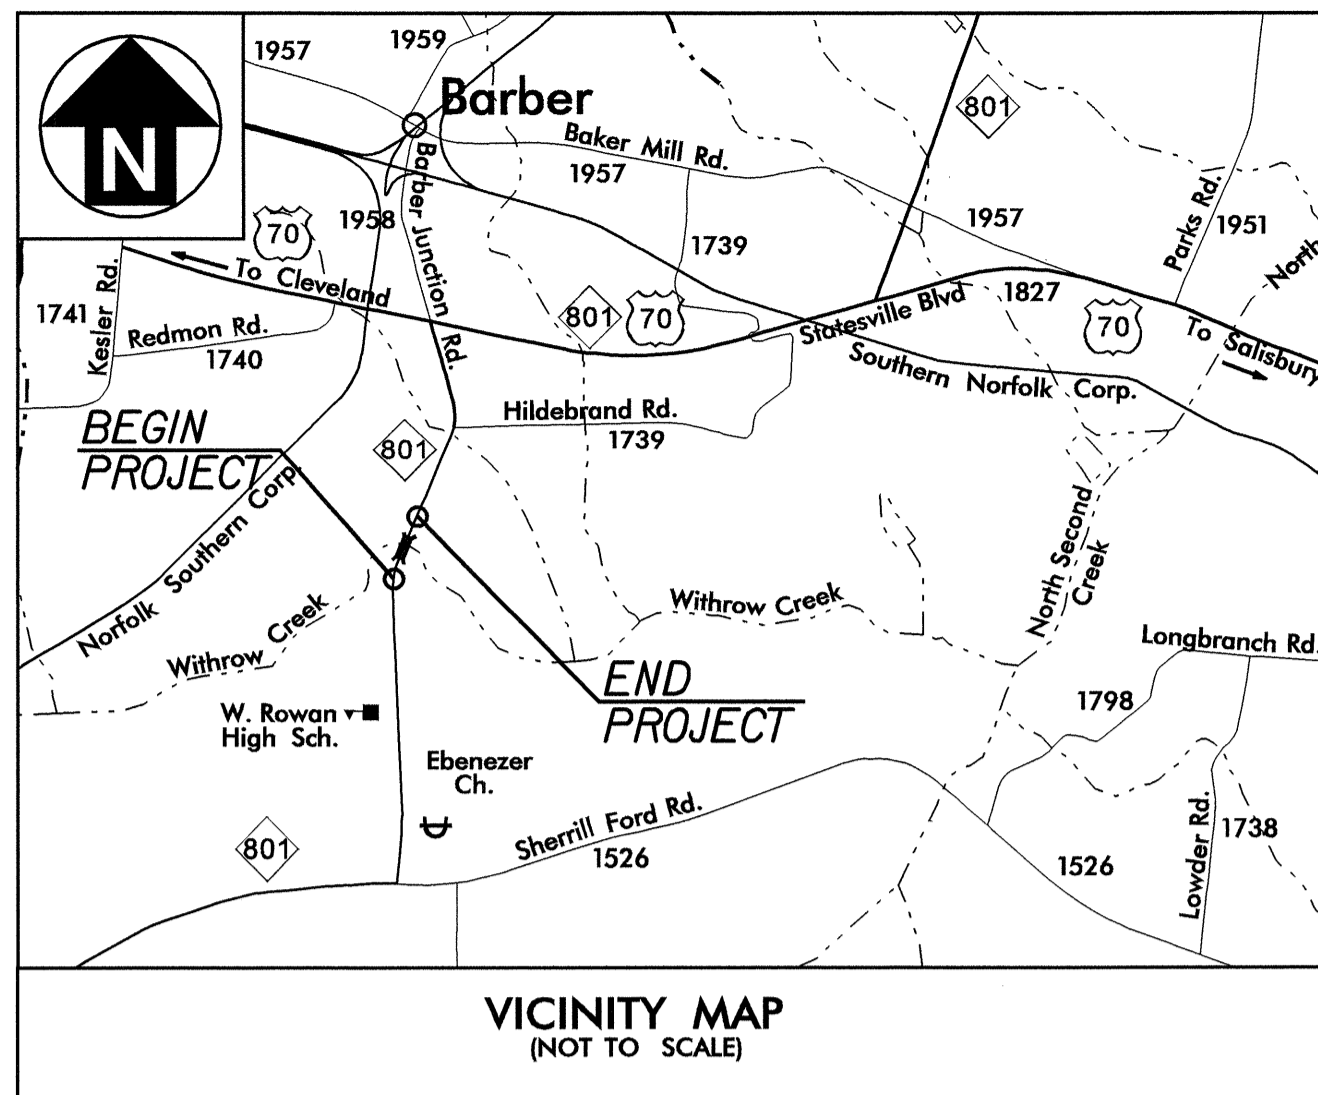 1957
1959
Barber
801
N
Baker Mill Rd.
1957
Barber Junction Rd.
1958
1957
Parks Rd.
1951
North
70
1739
To Cleveland
Kesler Rd.
1741
Redmon Rd.
1740
801
70
Statesville Blvd
1827
70
To Salisbury
Southern Norfolk Corp.
Hildebrand Rd.
1739
BEGIN
PROJECT
801
Norfolk Southern Corp.
North Second
Creek
Withrow Creek
Withrow Creek
Longbranch Rd.
END
PROJECT
1798
W. Rowan
High Sch.
Ebenezer
Ch.
Sherrill Ford Rd.
1526
801
1526
Lowder Rd.
1738
VICINITY MAP
(NOT TO SCALE)